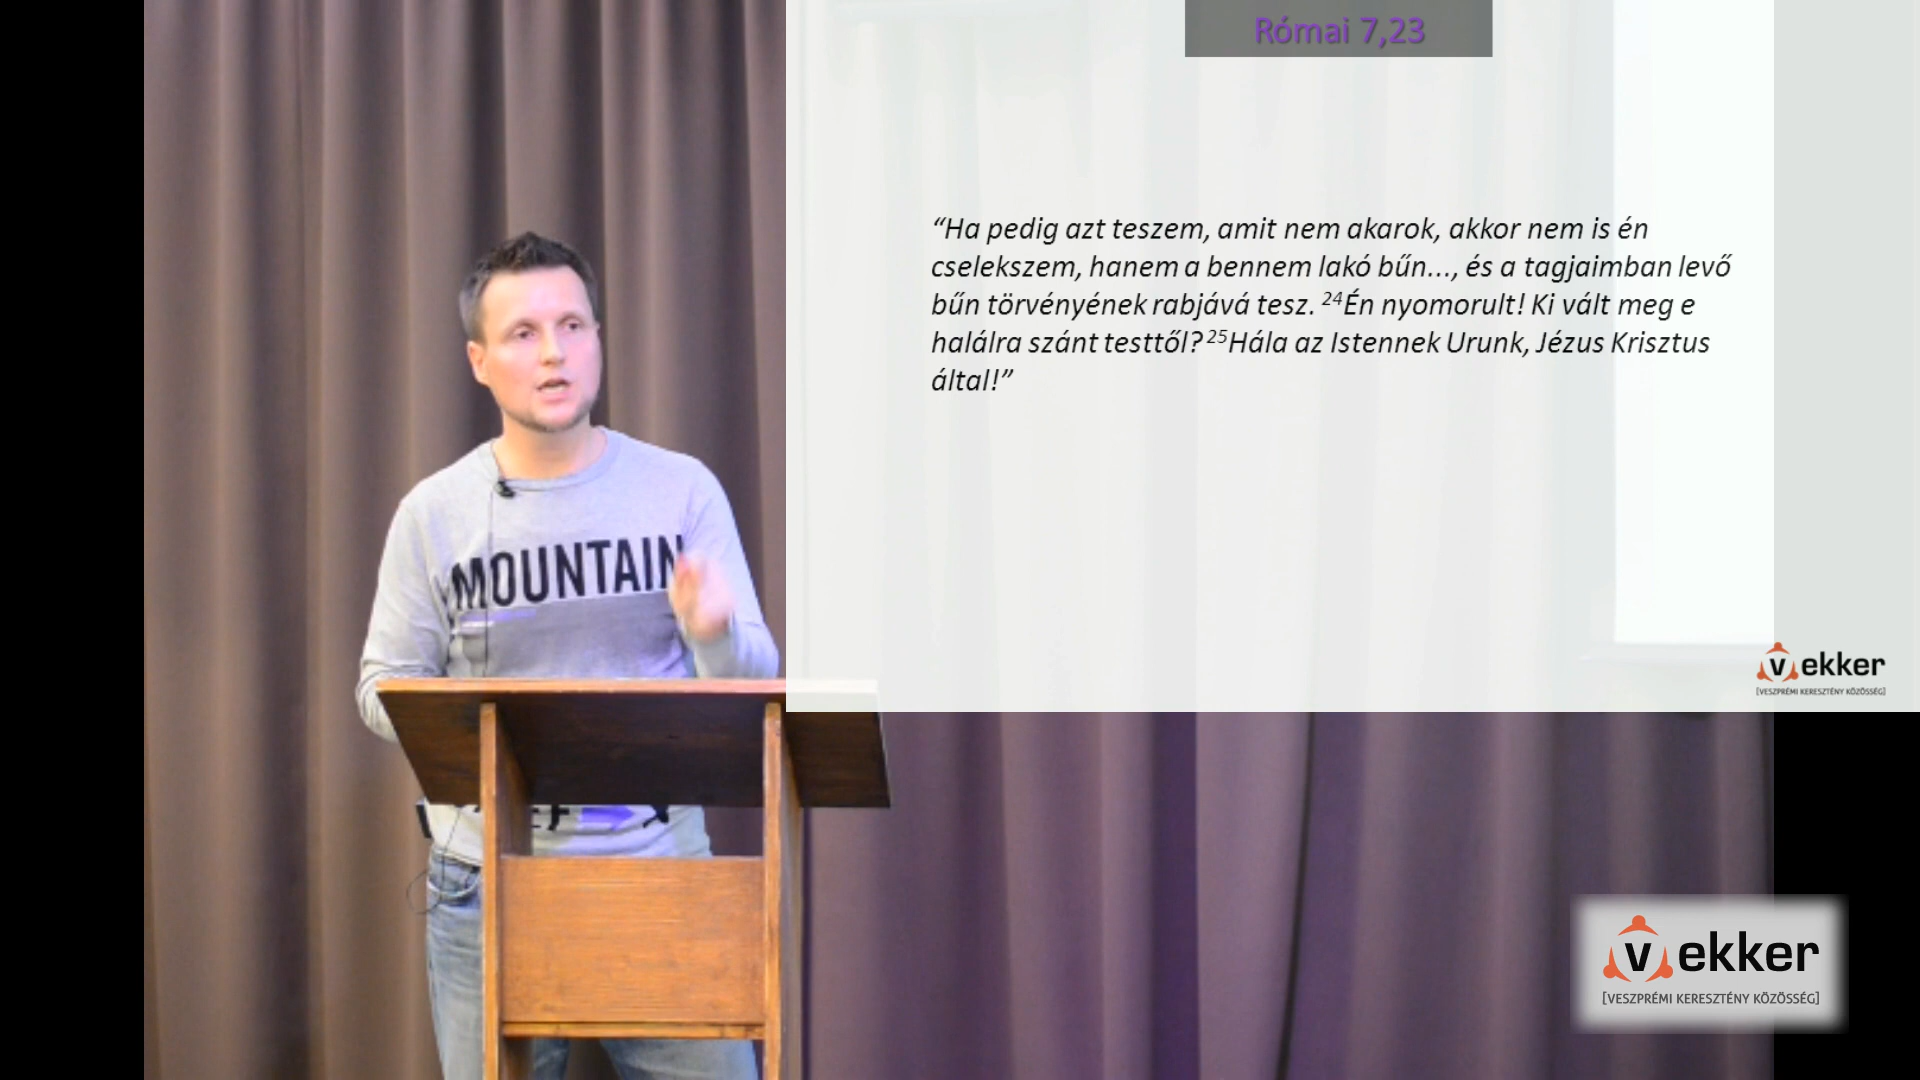 Római 7,23
“Ha pedig azt teszem, amit nem akarok, akkor nem is én
cselekszem, hanem a bennem lakó bűn..., és a tagjaimban levő
bűn törvényének rabjává tesz. ²⁴Én nyomorult! Ki vált meg e
halálra szánt testtől? ²⁵Hála az Istennek Urunk, Jézus Krisztus
által!”
vekker
[VESZPRÉMI KERESZTÉNY KÖZÖSSÉG]
MOUNTAIN
vekker
[VESZPRÉMI KERESZTÉNY KÖZÖSSÉG]